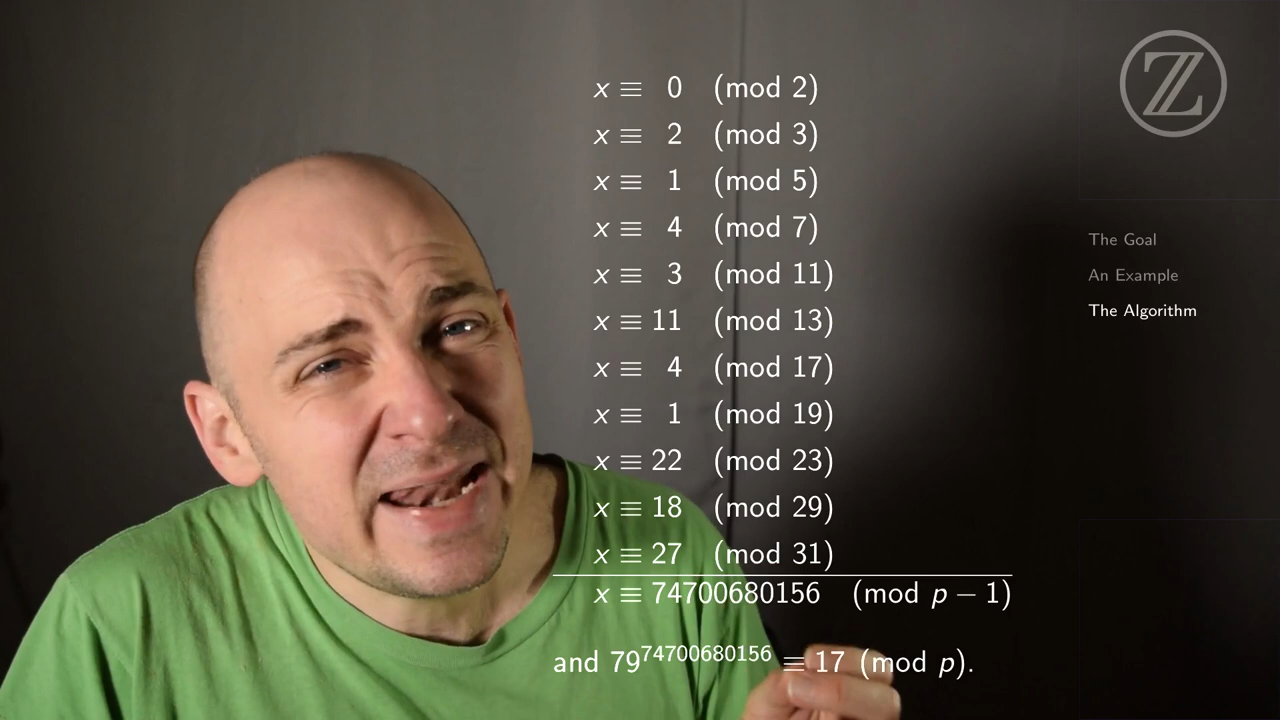 x ≡ 0 (mod 2)
x ≡ 2 (mod 3)
x ≡ 1 (mod 5)
x ≡ 4 (mod 7)
x ≡ 3 (mod 11)
x ≡ 11 (mod 13)
x ≡ 4 (mod 17)
x ≡ 1 (mod 19)
x ≡ 22 (mod 23)
x ≡ 18 (mod 29)
x ≡ 27 (mod 31)
x ≡ 74700680156 (mod p − 1)
and 79^74700680156 ≡ 17 (mod p).
ℤ
The Goal
An Example
The Algorithm